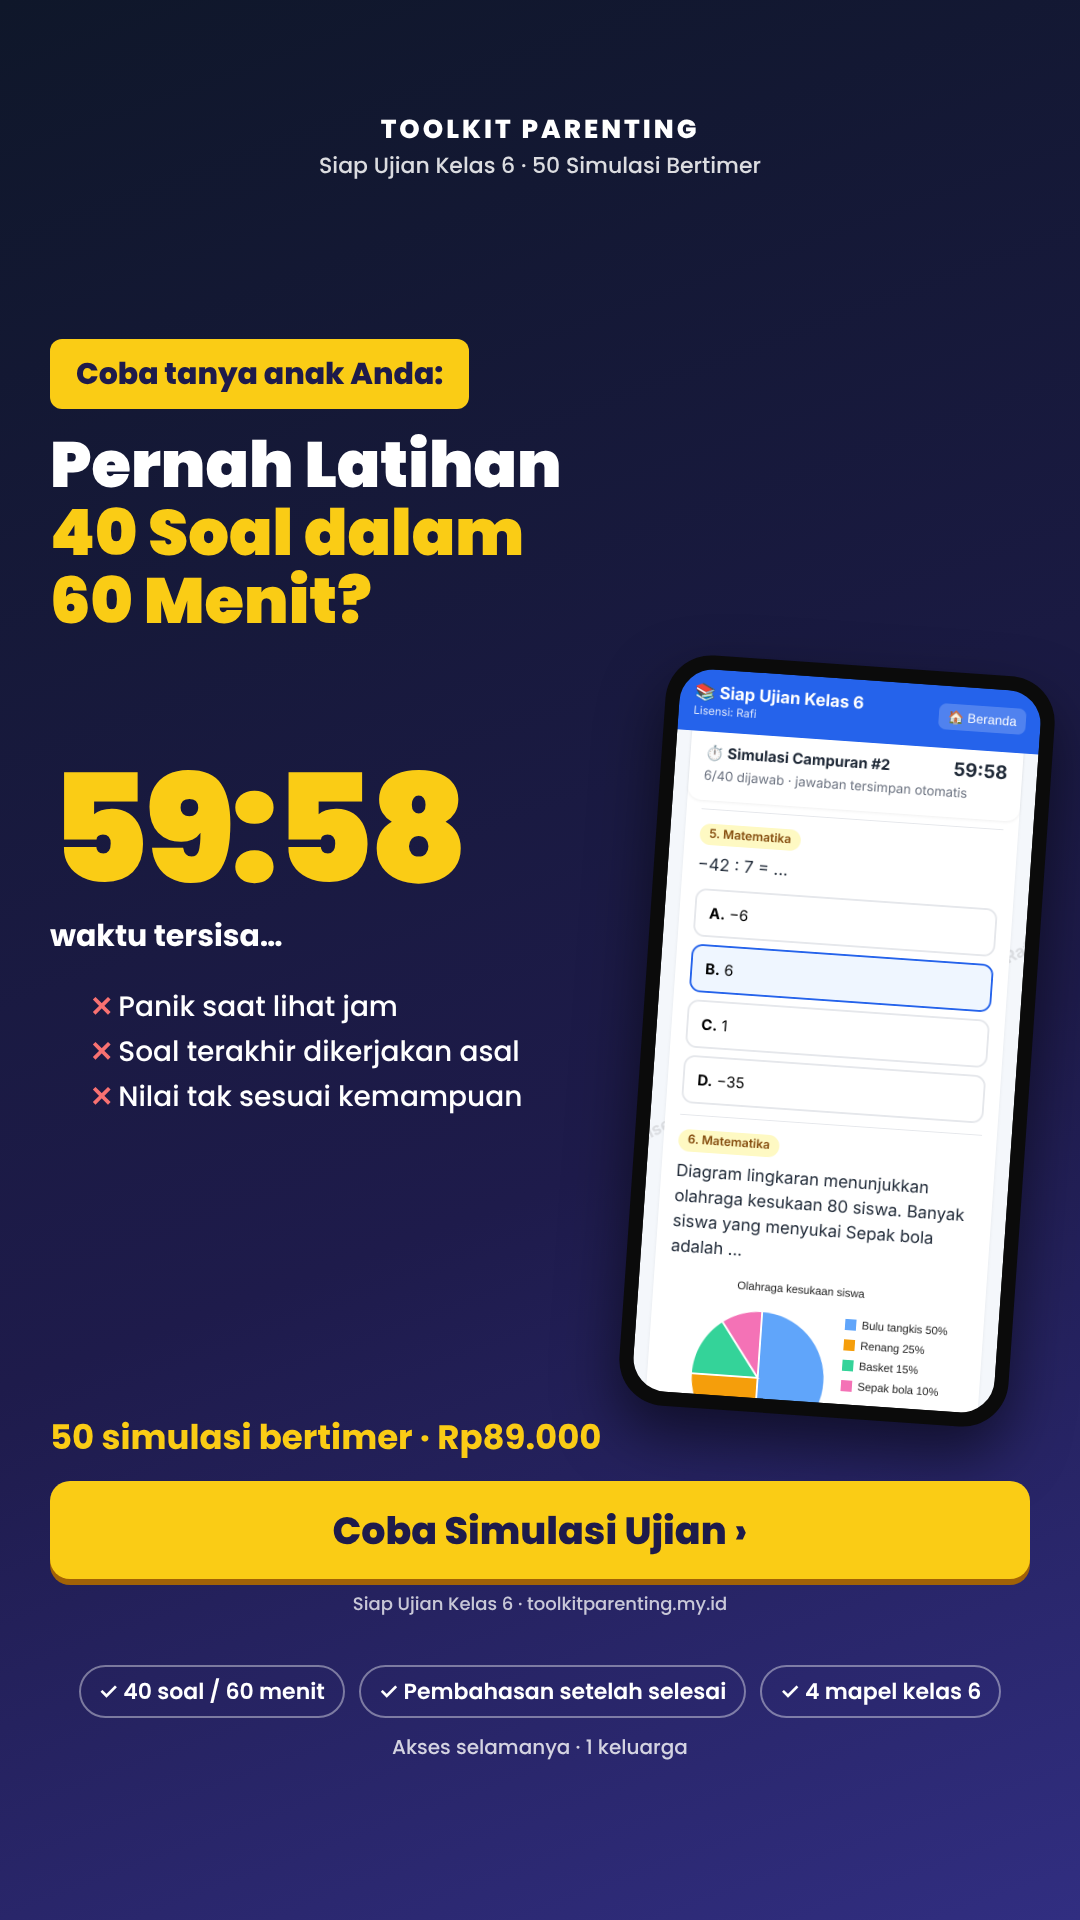 TOOLKIT PARENTING
Siap Ujian Kelas 6 · 50 Simulasi Bertimer
Coba tanya anak Anda:
Pernah Latihan
40 Soal dalam
60 Menit?
59:58
waktu tersisa...
✕ Panik saat lihat jam
✕ Soal terakhir dikerjakan asal
✕ Nilai tak sesuai kemampuan
📚 Siap Ujian Kelas 6
Lisensi: Rafi
🏠 Beranda
⏱️ Simulasi Campuran #2
59:58
6/40 dijawab · jawaban tersimpan otomatis
5. Matematika
−42 : 7 = ...
A. −6
B. 6
C. 1
D. −35
6. Matematika
Diagram lingkaran menunjukkan
olahraga kesukaan 80 siswa. Banyak
siswa yang menyukai Sepak bola
adalah ...
Olahraga kesukaan siswa
Bulu tangkis 50%
Renang 25%
Basket 15%
Sepak bola 10%
50 simulasi bertimer · Rp89.000
Coba Simulasi Ujian ›
Siap Ujian Kelas 6 · toolkitparenting.my.id
✓ 40 soal / 60 menit
✓ Pembahasan setelah selesai
✓ 4 mapel kelas 6
Akses selamanya · 1 keluarga